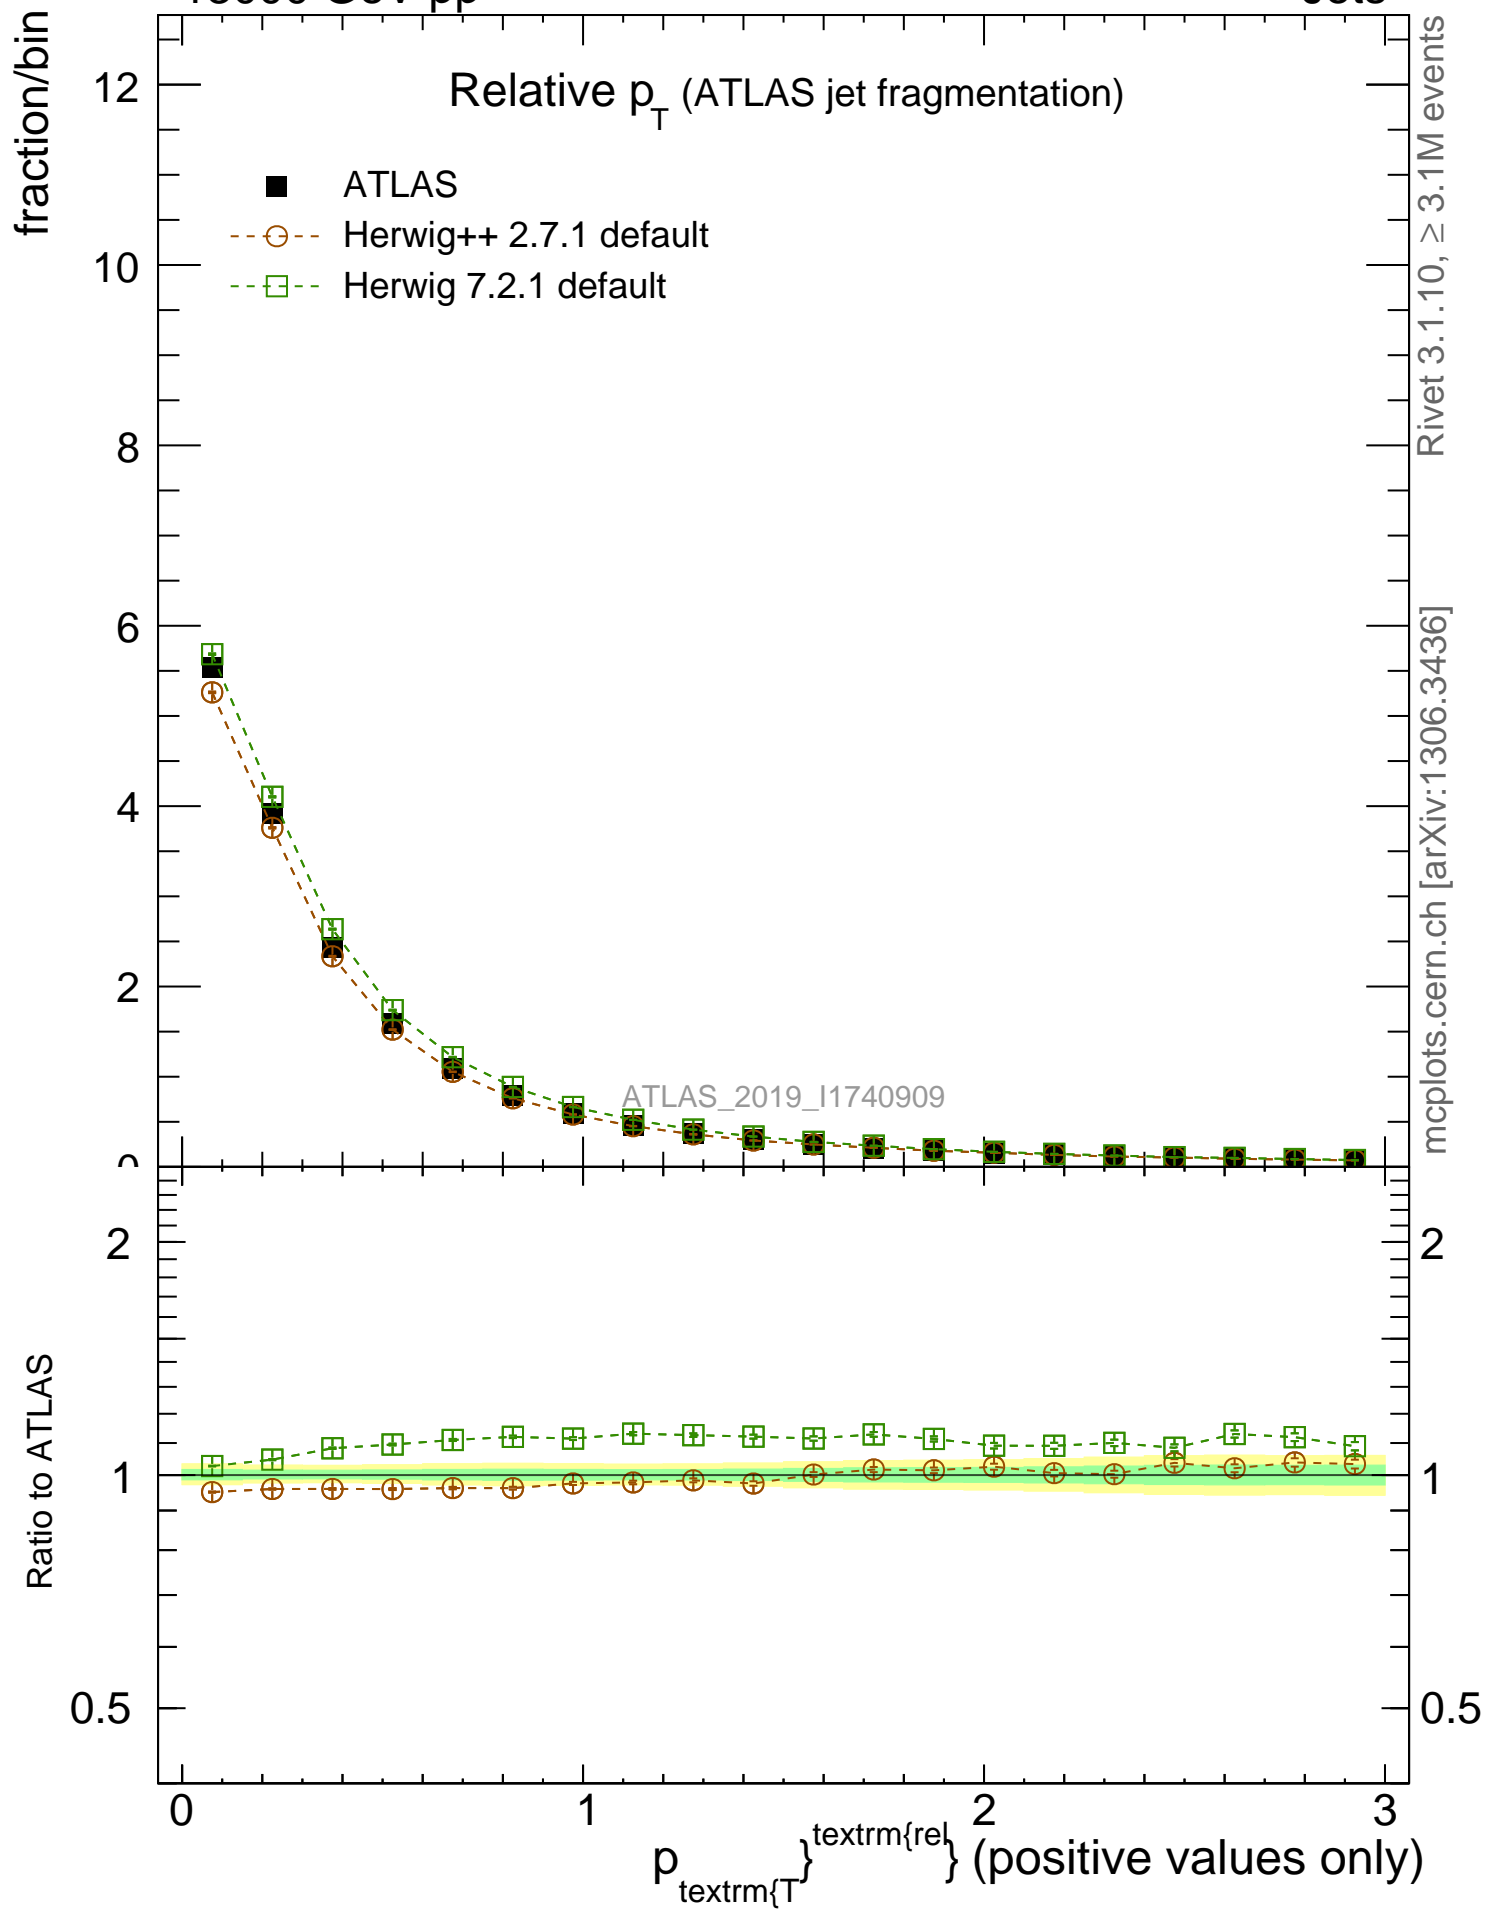 fraction/bin
12
10
8
6
4
2
0
Relative p_T (ATLAS jet fragmentation)
ATLAS
Herwig++ 2.7.1 default
Herwig 7.2.1 default
ATLAS_2019_I1740909
Rivet 3.1.10, ≥ 3.1M events
mcplots.cern.ch [arXiv:1306.3436]
Ratio to ATLAS
2
1
0.5
2
1
0.5
0 1 2 3
p_textrm{T}^textrm{rel} (positive values only)